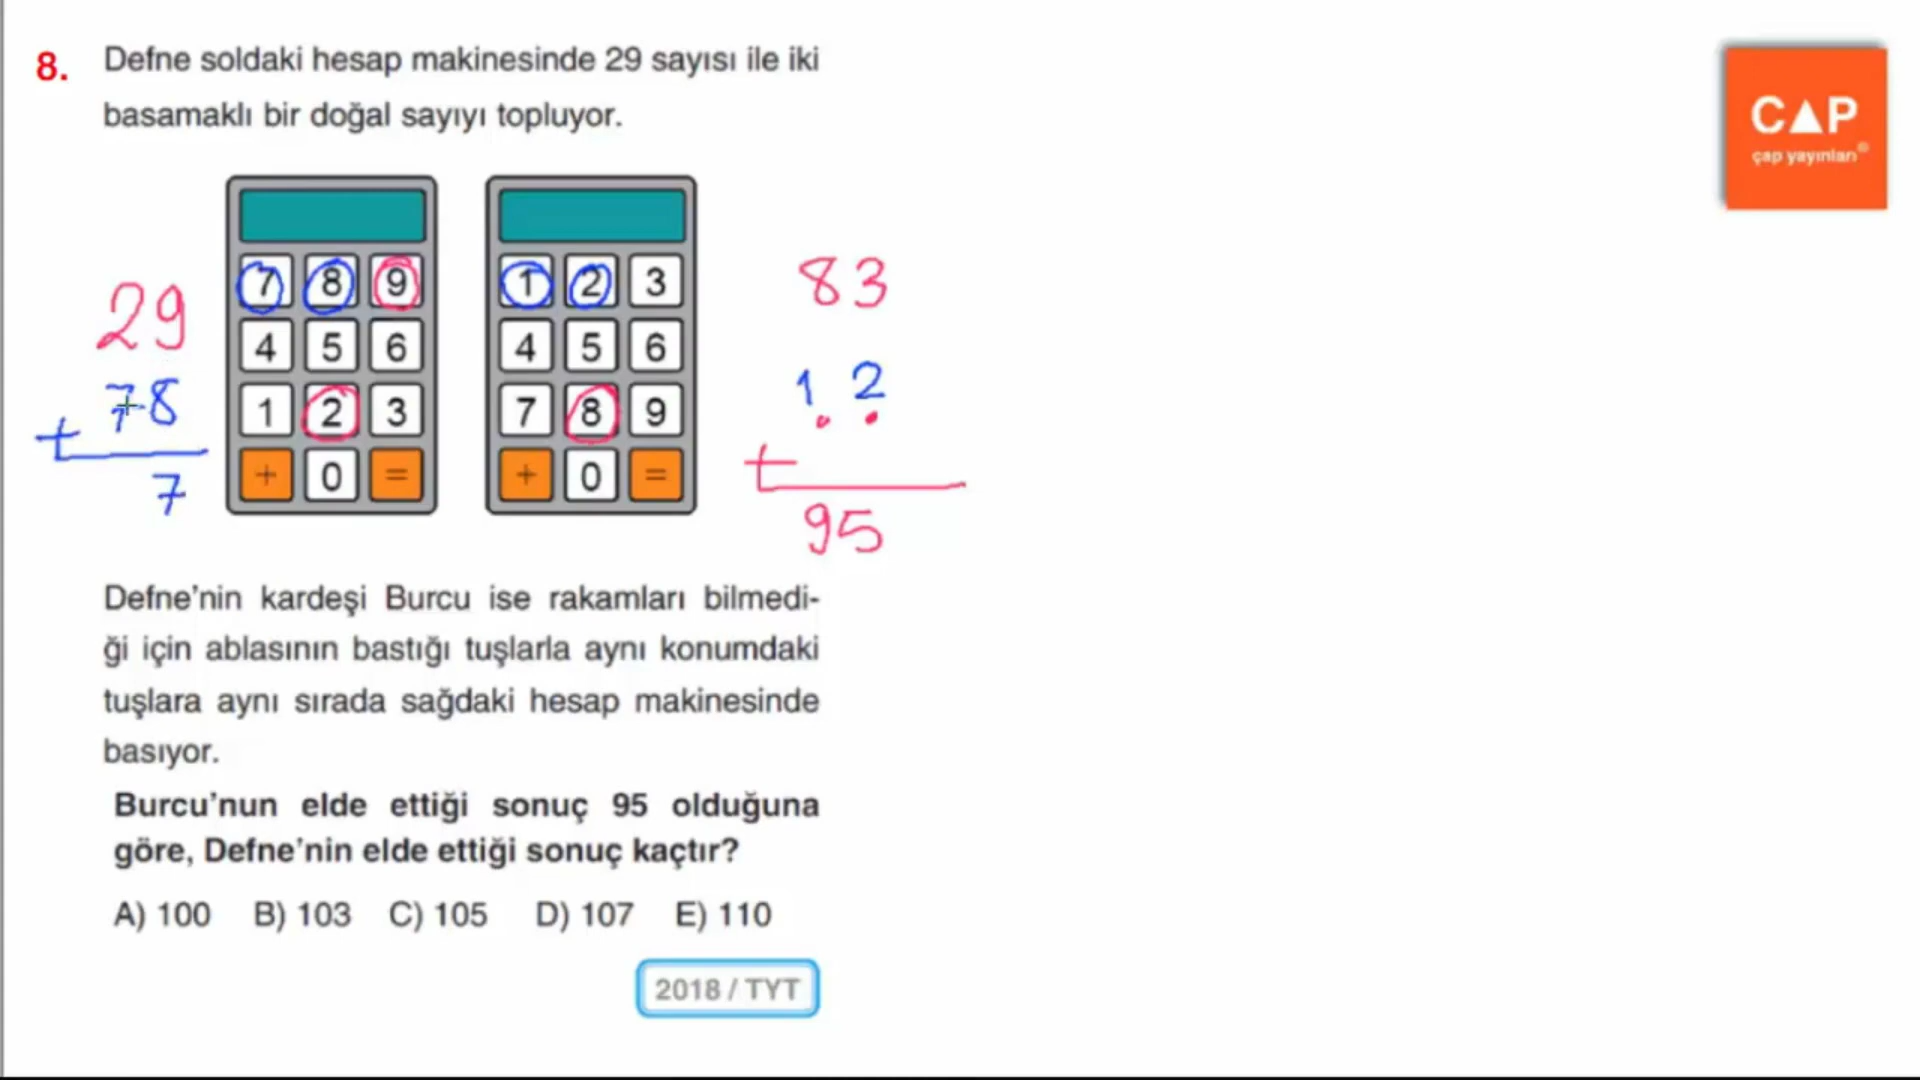 8. Defne soldaki hesap makinesinde 29 sayısı ile iki
basamaklı bir doğal sayıyı topluyor.
CAP
çap yayınları®
7 8 9
4 5 6
1 2 3
+ 0 =
1 2 3
4 5 6
7 8 9
+ 0 =
29
78
+
7
83
1 2
+
95
Defne'nin kardeşi Burcu ise rakamları bilmedi-
ği için ablasının bastığı tuşlarla aynı konumdaki
tuşlara aynı sırada sağdaki hesap makinesinde
basıyor.
Burcu'nun elde ettiği sonuç 95 olduğuna
göre, Defne'nin elde ettiği sonuç kaçtır?
A) 100 B) 103 C) 105 D) 107 E) 110
2018 / TYT